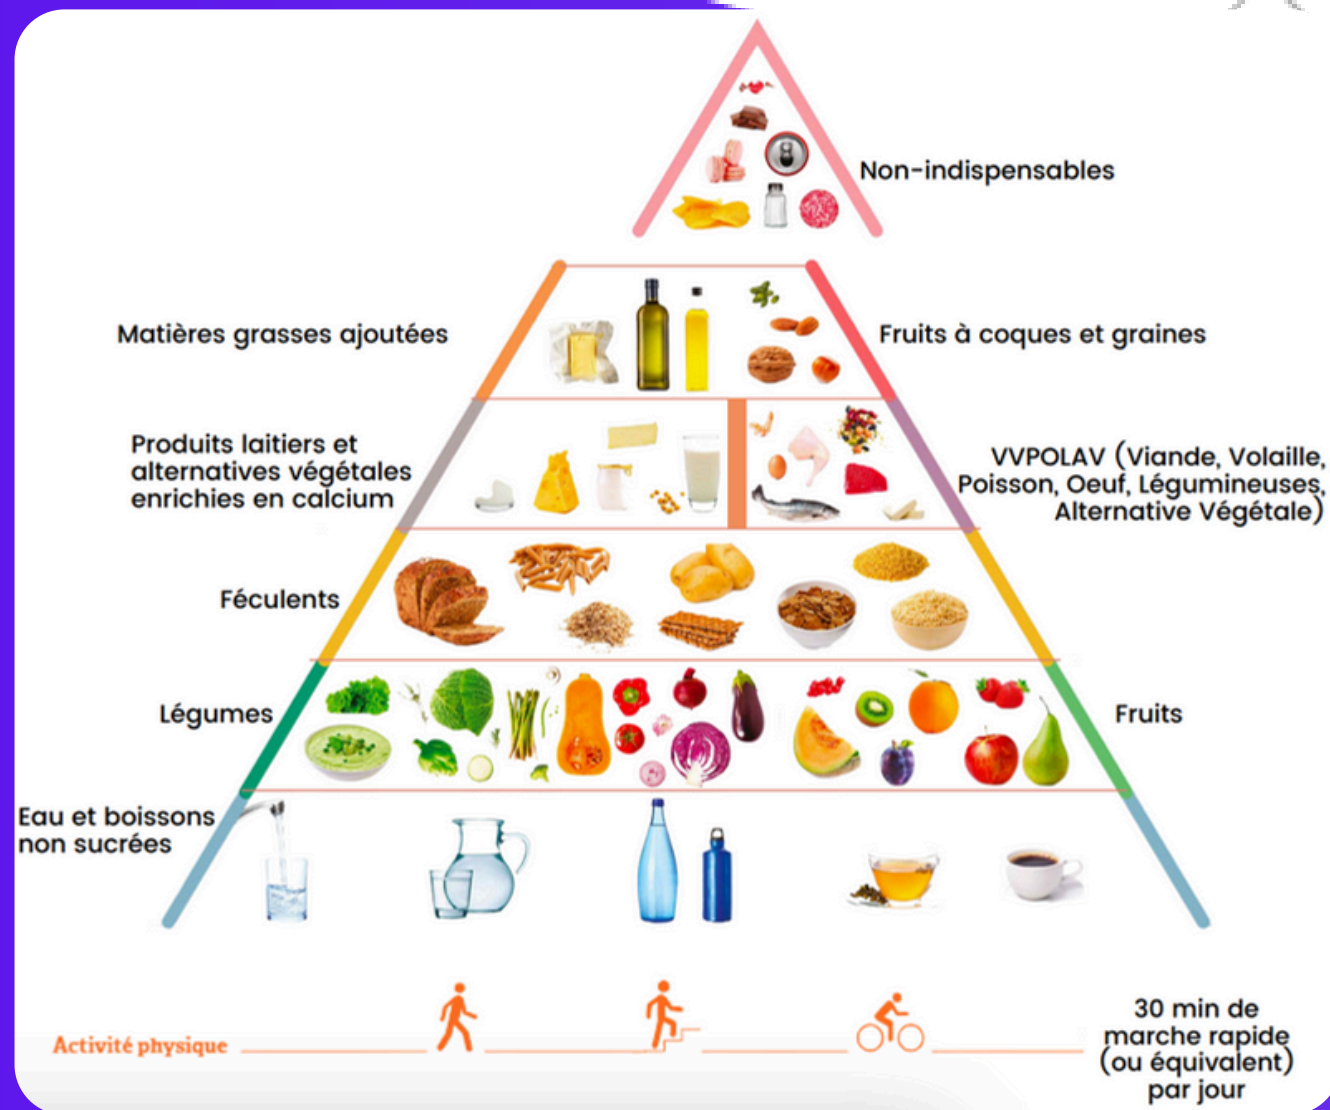 Non-indispensables
Matières grasses ajoutées
Fruits à coques et graines
Produits laitiers et
alternatives végétales
enrichies en calcium
VVPOLAV (Viande, Volaille,
Poisson, Oeuf, Légumineuses,
Alternative Végétale)
Féculents
Légumes
Fruits
Eau et boissons
non sucrées
Activité physique
30 min de
marche rapide
(ou équivalent)
par jour